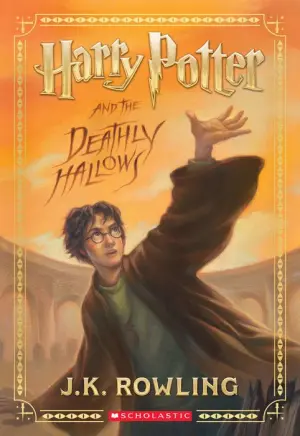 Harry Potter
AND THE
DEATHLY
HALLOWS
J.K. ROWLING
SCHOLASTIC